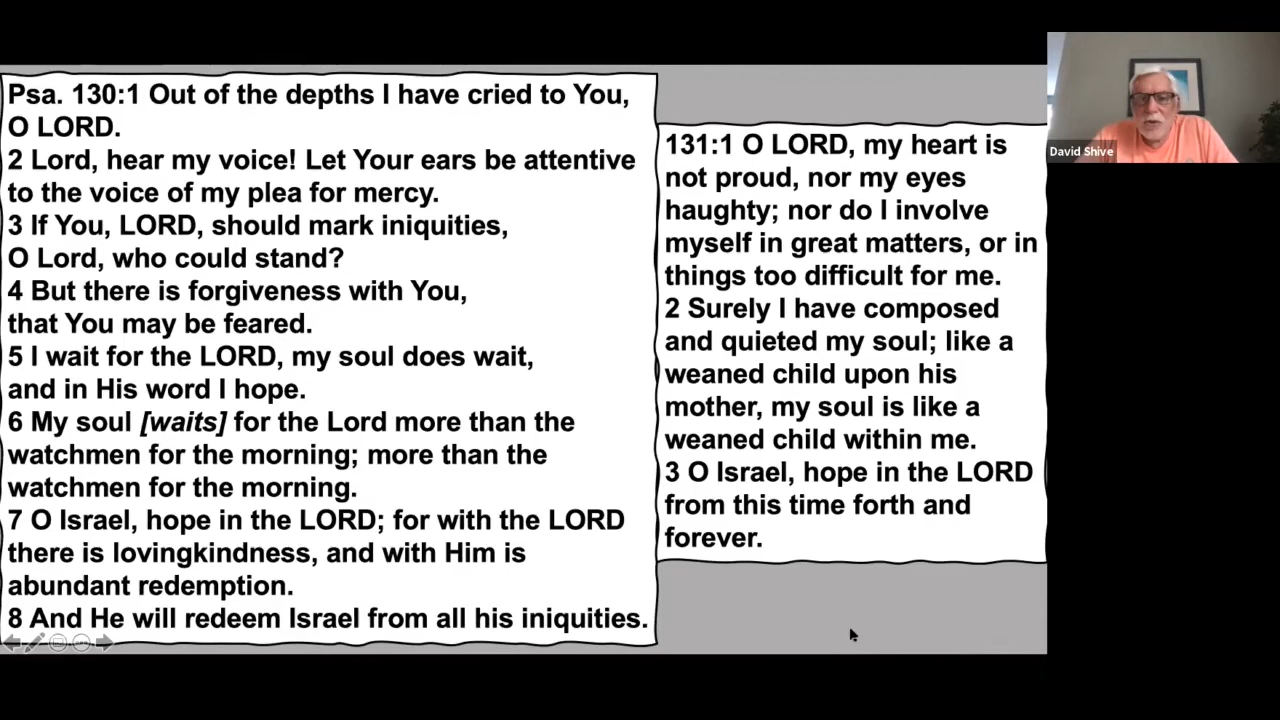 Psa. 130:1 Out of the depths I have cried to You,
O LORD.
2 Lord, hear my voice! Let Your ears be attentive
to the voice of my plea for mercy.
3 If You, LORD, should mark iniquities,
O Lord, who could stand?
4 But there is forgiveness with You,
that You may be feared.
5 I wait for the LORD, my soul does wait,
and in His word I hope.
6 My soul [waits] for the Lord more than the
watchmen for the morning; more than the
watchmen for the morning.
7 O Israel, hope in the LORD; for with the LORD
there is lovingkindness, and with Him is
abundant redemption.
8 And He will redeem Israel from all his iniquities.
131:1 O LORD, my heart is
not proud, nor my eyes
haughty; nor do I involve
myself in great matters, or in
things too difficult for me.
2 Surely I have composed
and quieted my soul; like a
weaned child upon his
mother, my soul is like a
weaned child within me.
3 O Israel, hope in the LORD
from this time forth and
forever.
David Shive